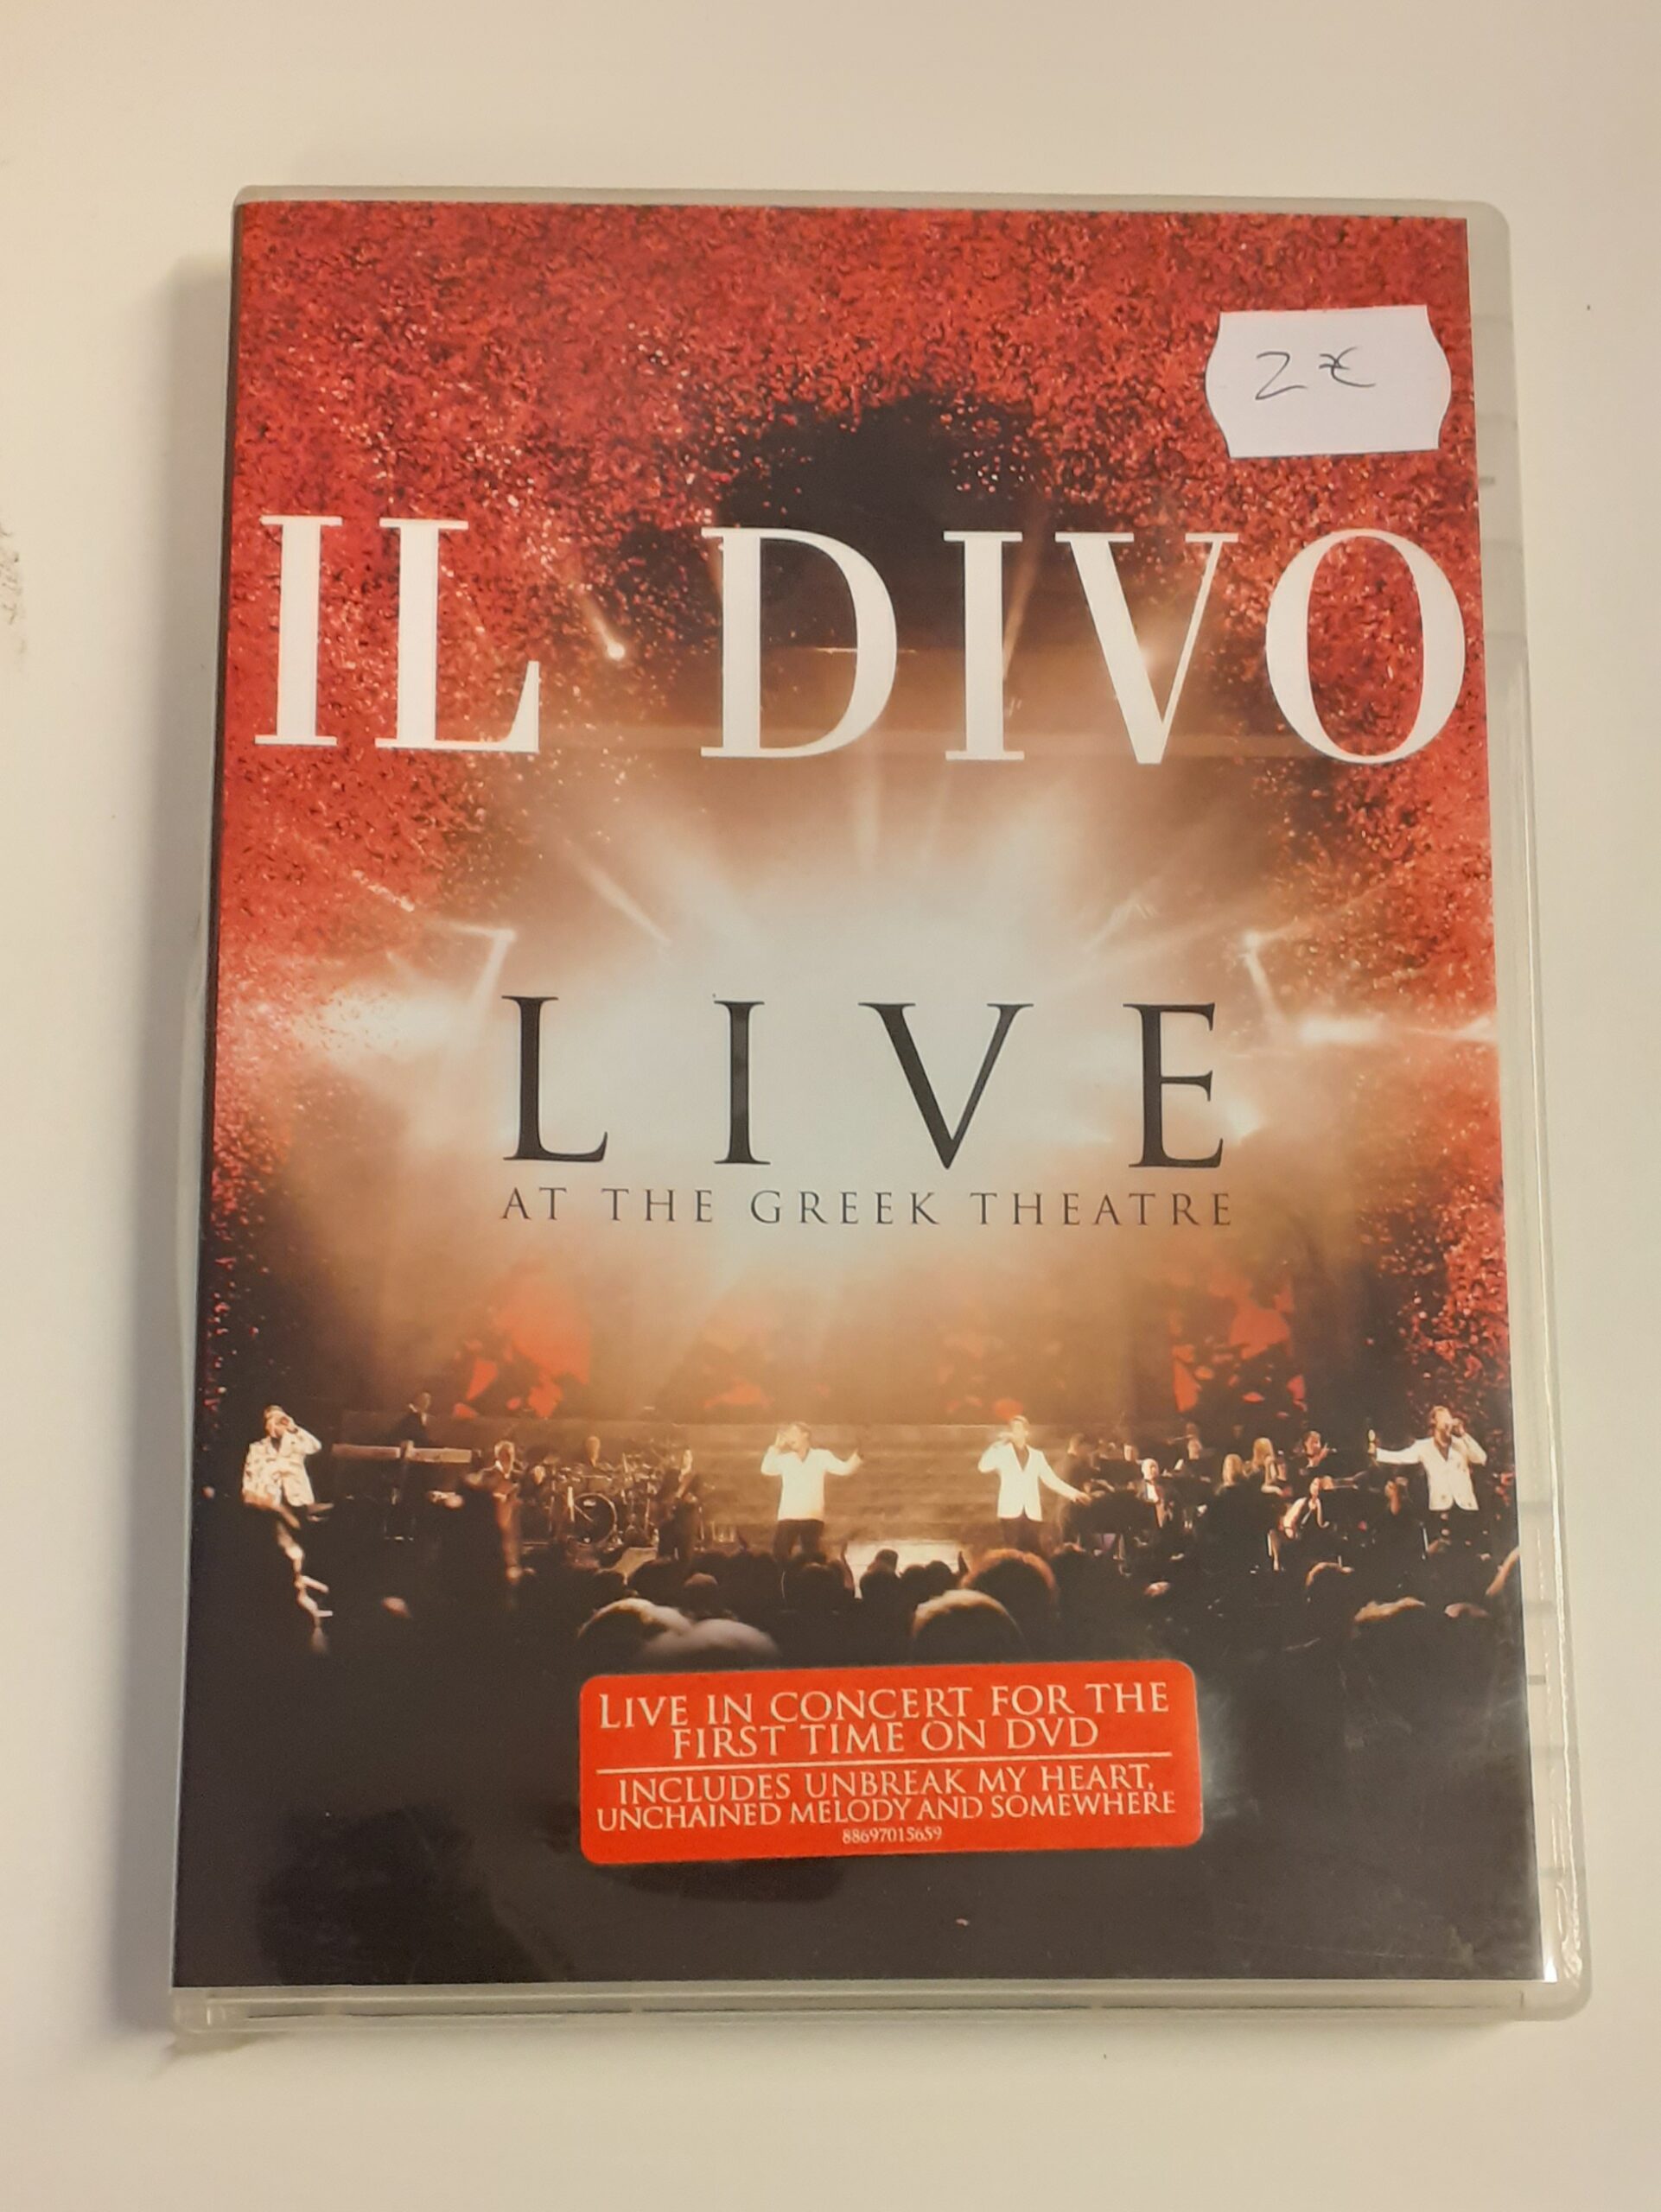 2€
IL DIVO
LIVE
AT THE GREEK THEATRE
LIVE IN CONCERT FOR THE
FIRST TIME ON DVD
INCLUDES UNBREAK MY HEART,
UNCHAINED MELODY AND SOMEWHERE
88697015659